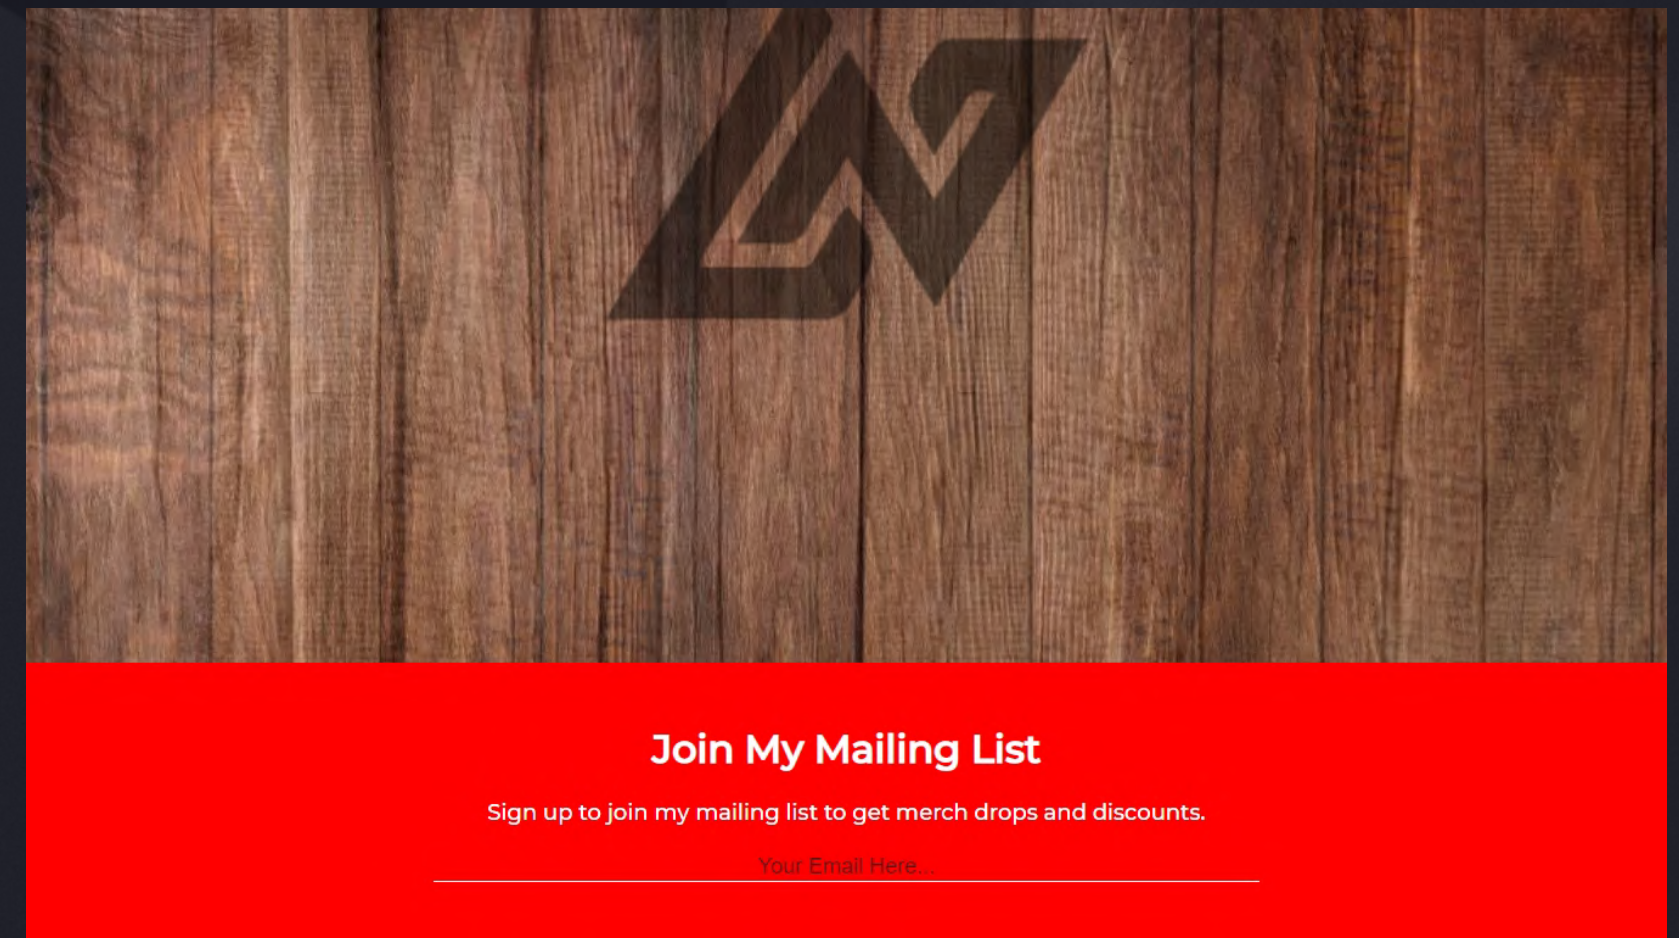 Join My Mailing List
Sign up to join my mailing list to get merch drops and discounts.
Your Email Here...